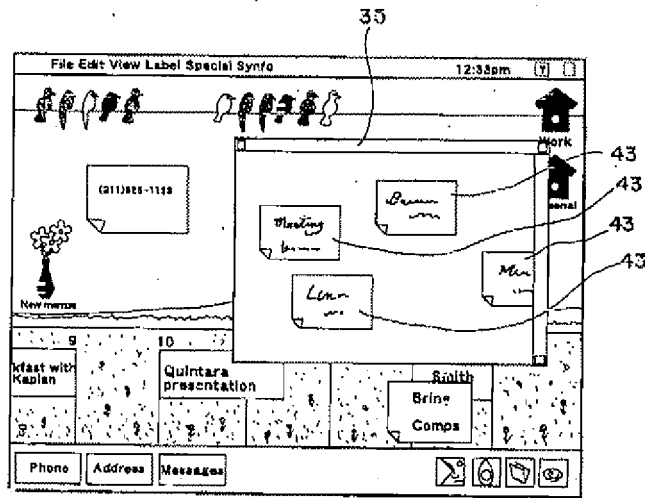 35
File Edit View Label Special Synfo 12:33pm
Work
43
43
43
43
Meeting
New memos
9 10
kfast with
Kaplan
Quintara
presentation
Smith
Bring
Comps
Phone Address Messages